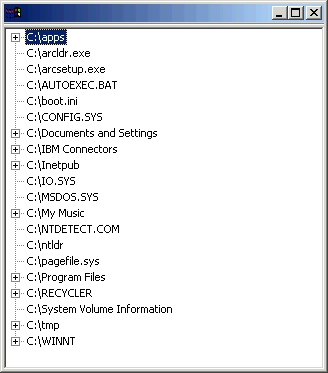 C:\apps
C:\arcldr.exe
C:\arcsetup.exe
C:\AUTOEXEC.BAT
C:\boot.ini
C:\CONFIG.SYS
C:\Documents and Settings
C:\IBM Connectors
C:\Inetpub
C:\IO.SYS
C:\MSDOS.SYS
C:\My Music
C:\NTDETECT.COM
C:\ntldr
C:\pagefile.sys
C:\Program Files
C:\RECYCLER
C:\System Volume Information
C:\tmp
C:\WINNT